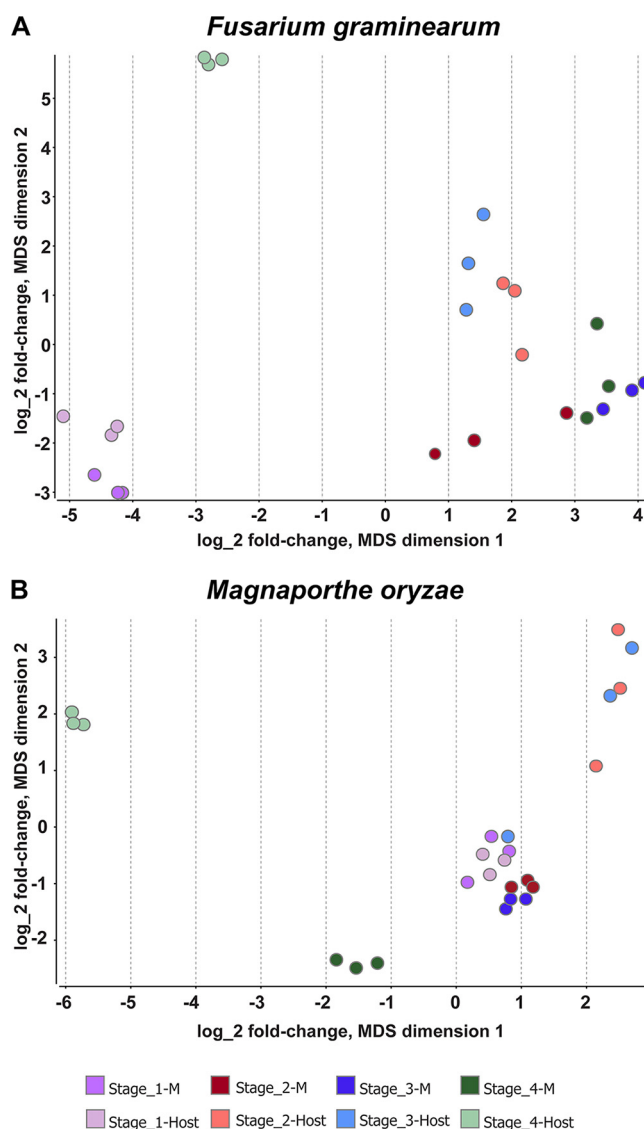 A Fusarium graminearum
log_2 fold-change, MDS dimension 2
5
4
3
2
1
0
-1
-2
-3
-5 -4 -3 -2 -1 0 1 2 3 4
log_2 fold-change, MDS dimension 1
B Magnaporthe oryzae
log_2 fold-change, MDS dimension 2
3
2
1
0
-1
-2
-6 -5 -4 -3 -2 -1 0 1 2
log_2 fold-change, MDS dimension 1
Stage_1-M Stage_2-M Stage_3-M Stage_4-M
Stage_1-Host Stage_2-Host Stage_3-Host Stage_4-Host